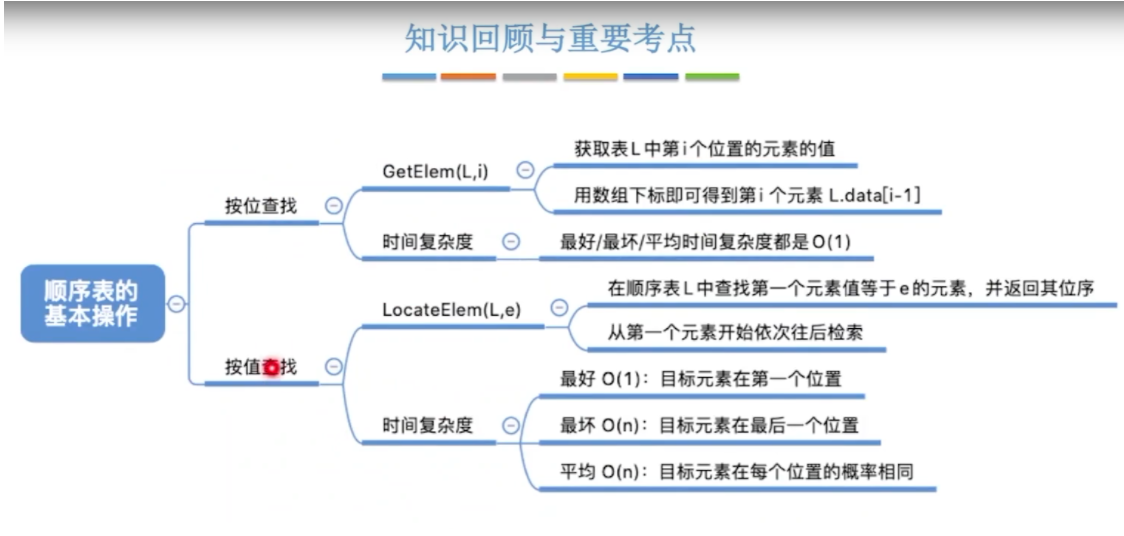 知识回顾与重要考点
顺序表的
基本操作
按位查找
GetElem(L,i)
获取表L中第i个位置的元素的值
用数组下标即可得到第i个元素 L.data[i-1]
时间复杂度
最好/最坏/平均时间复杂度都是O(1)
按值查找
LocateElem(L,e)
在顺序表L中查找第一个元素值等于e的元素，并返回其位序
从第一个元素开始依次往后检索
时间复杂度
最好 O(1)：目标元素在第一个位置
最坏 O(n)：目标元素在最后一个位置
平均 O(n)：目标元素在每个位置的概率相同